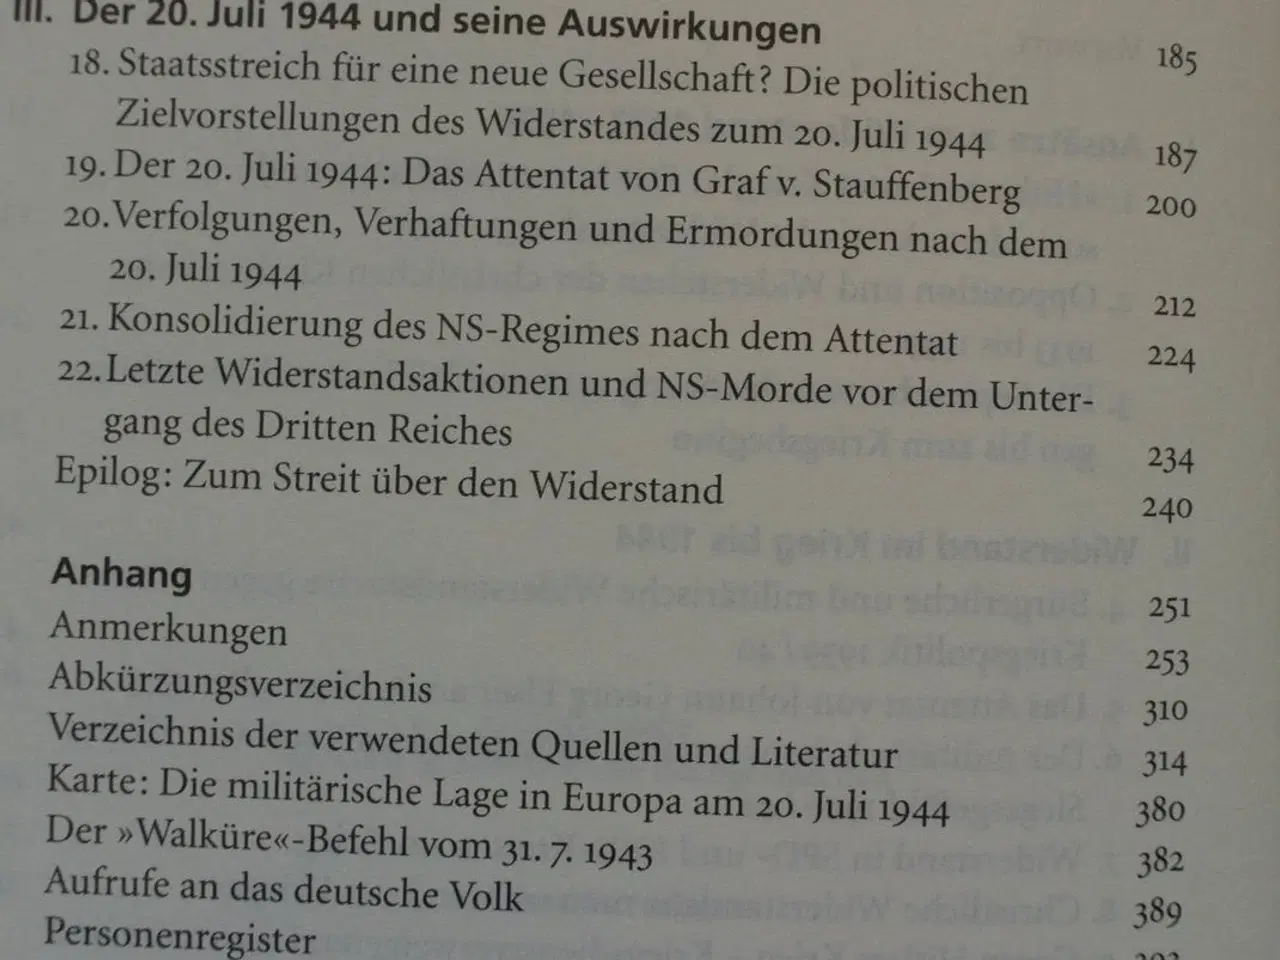 III. Der 20. Juli 1944 und seine Auswirkungen 185
18. Staatsstreich für eine neue Gesellschaft? Die politischen
Zielvorstellungen des Widerstandes zum 20. Juli 1944 187
19. Der 20. Juli 1944: Das Attentat von Graf v. Stauffenberg 200
20. Verfolgungen, Verhaftungen und Ermordungen nach dem
20. Juli 1944 212
21. Konsolidierung des NS-Regimes nach dem Attentat 224
22. Letzte Widerstandsaktionen und NS-Morde vor dem Unter-
gang des Dritten Reiches 234
Epilog: Zum Streit über den Widerstand 240
Anhang 251
Anmerkungen 253
Abkürzungsverzeichnis 310
Verzeichnis der verwendeten Quellen und Literatur 314
Karte: Die militärische Lage in Europa am 20. Juli 1944 380
Der »Walküre«-Befehl vom 31. 7. 1943 382
Aufrufe an das deutsche Volk 389
Personenregister